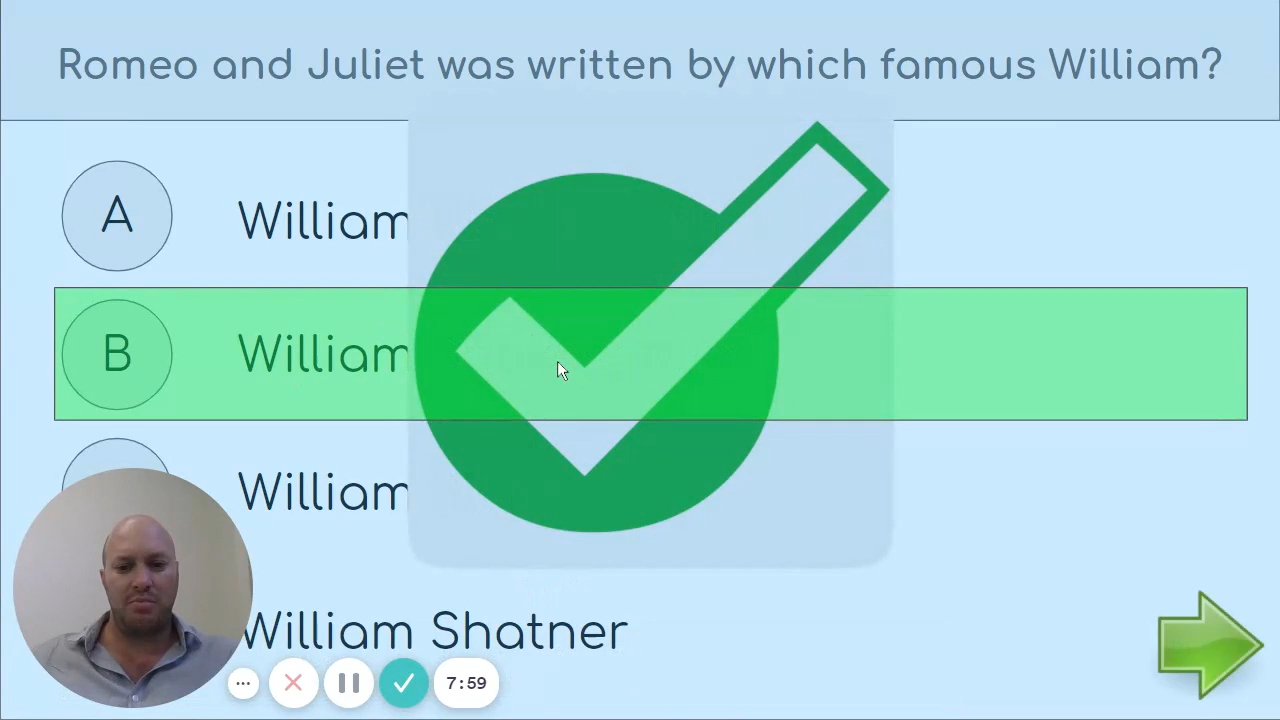 Romeo and Juliet was written by which famous William?
A
William
B
William
William
William Shatner
7:59